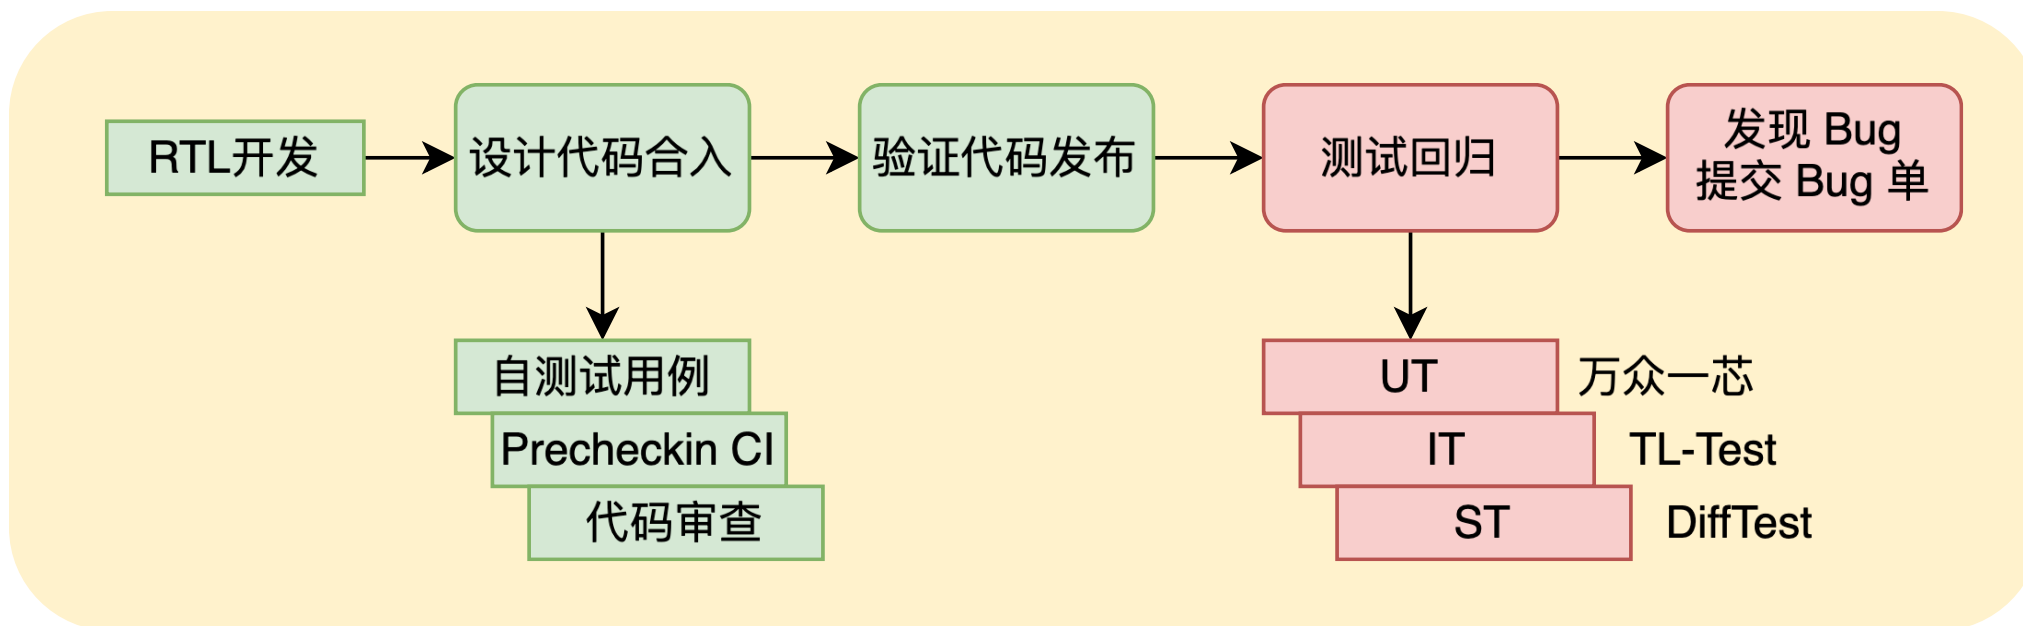 RTL开发
设计代码合入
验证代码发布
测试回归
发现 Bug
提交 Bug 单
自测试用例
Precheckin CI
代码审查
UT
万众一芯
IT
TL-Test
ST
DiffTest